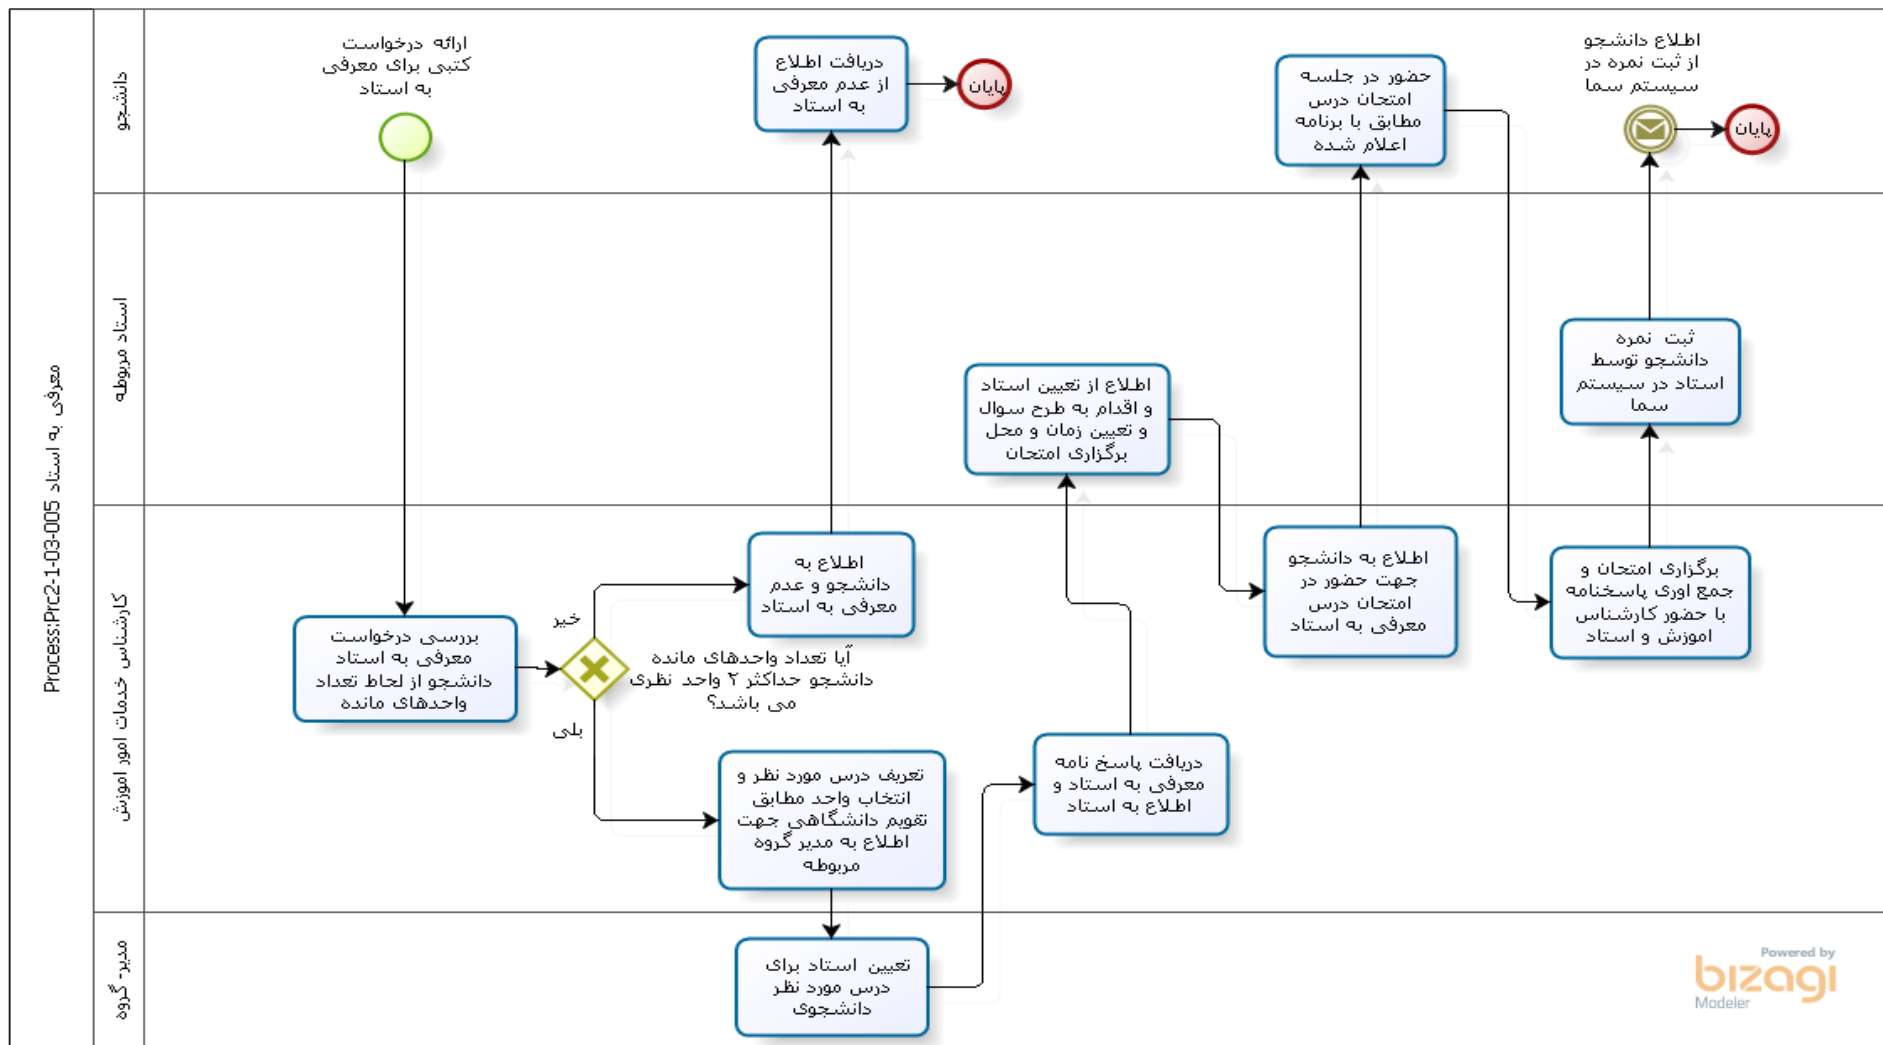 معرفی به استاد Process:Prc2-1-03-005
دانشجو
ارائه درخواست
کتبی برای معرفی
به استاد
دریافت اطلاع
از عدم معرفی
به استاد
پایان
حضور در جلسه
امتحان درس
مطابق با برنامه
اعلام شده
اطلاع دانشجو
از ثبت نمره در
سیستم سما
پایان
استاد مربوطه
اطلاع از تعیین استاد
و اقدام به طرح سوال
و تعیین زمان و محل
برگزاری امتحان
ثبت نمره
دانشجو توسط
استاد در سیستم
سما
کارشناس خدمات امور اموزش
بررسی درخواست
معرفی به استاد
دانشجو از لحاظ تعداد
واحدهای مانده
خیر
بلی
آیا تعداد واحدهای مانده
دانشجو حداکثر ۲ واحد نظری
می باشد؟
اطلاع به
دانشجو و عدم
معرفی به استاد
تعریف درس مورد نظر و
انتخاب واحد مطابق
تقویم دانشگاهی جهت
اطلاع به مدیر گروه
مربوطه
دریافت پاسخ نامه
معرفی به استاد و
اطلاع به استاد
اطلاع به دانشجو
جهت حضور در
امتحان درس
معرفی به استاد
برگزاری امتحان و
جمع اوری پاسخنامه
با حضور کارشناس
اموزش و استاد
مدیر- گروه
تعیین استاد برای
درس مورد نظر
دانشجوی
Powered by
bizagi
Modeler